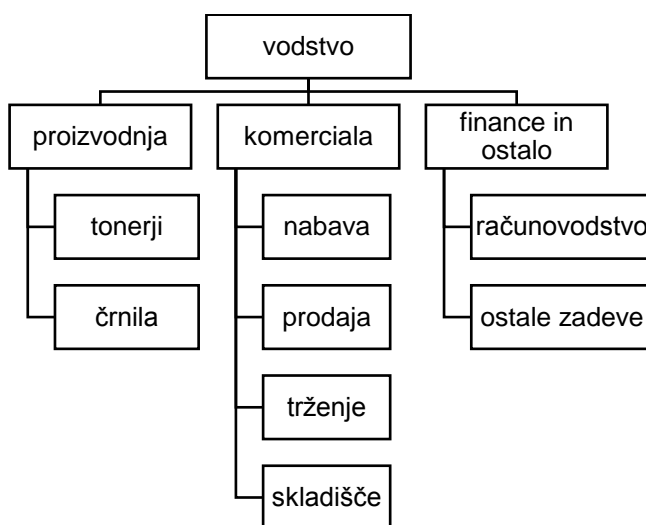 vodstvo
proizvodnja
komerciala
finance in
ostalo
tonerji
nabava
računovodstvo
črnila
prodaja
ostale zadeve
trženje
skladišče